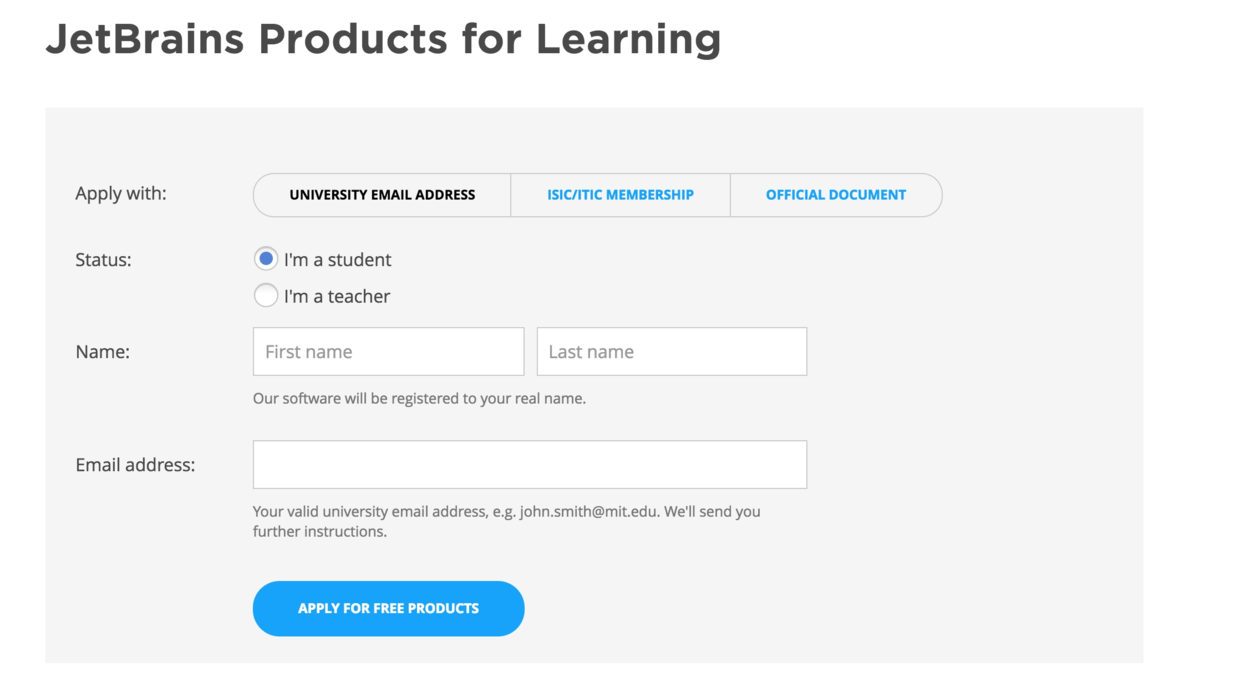 JetBrains Products for Learning
Apply with:
UNIVERSITY EMAIL ADDRESS
ISIC/ITIC MEMBERSHIP
OFFICIAL DOCUMENT
Status:
I'm a student
I'm a teacher
Name:
First name
Last name
Our software will be registered to your real name.
Email address:
Your valid university email address, e.g. john.smith@mit.edu. We'll send you
further instructions.
APPLY FOR FREE PRODUCTS